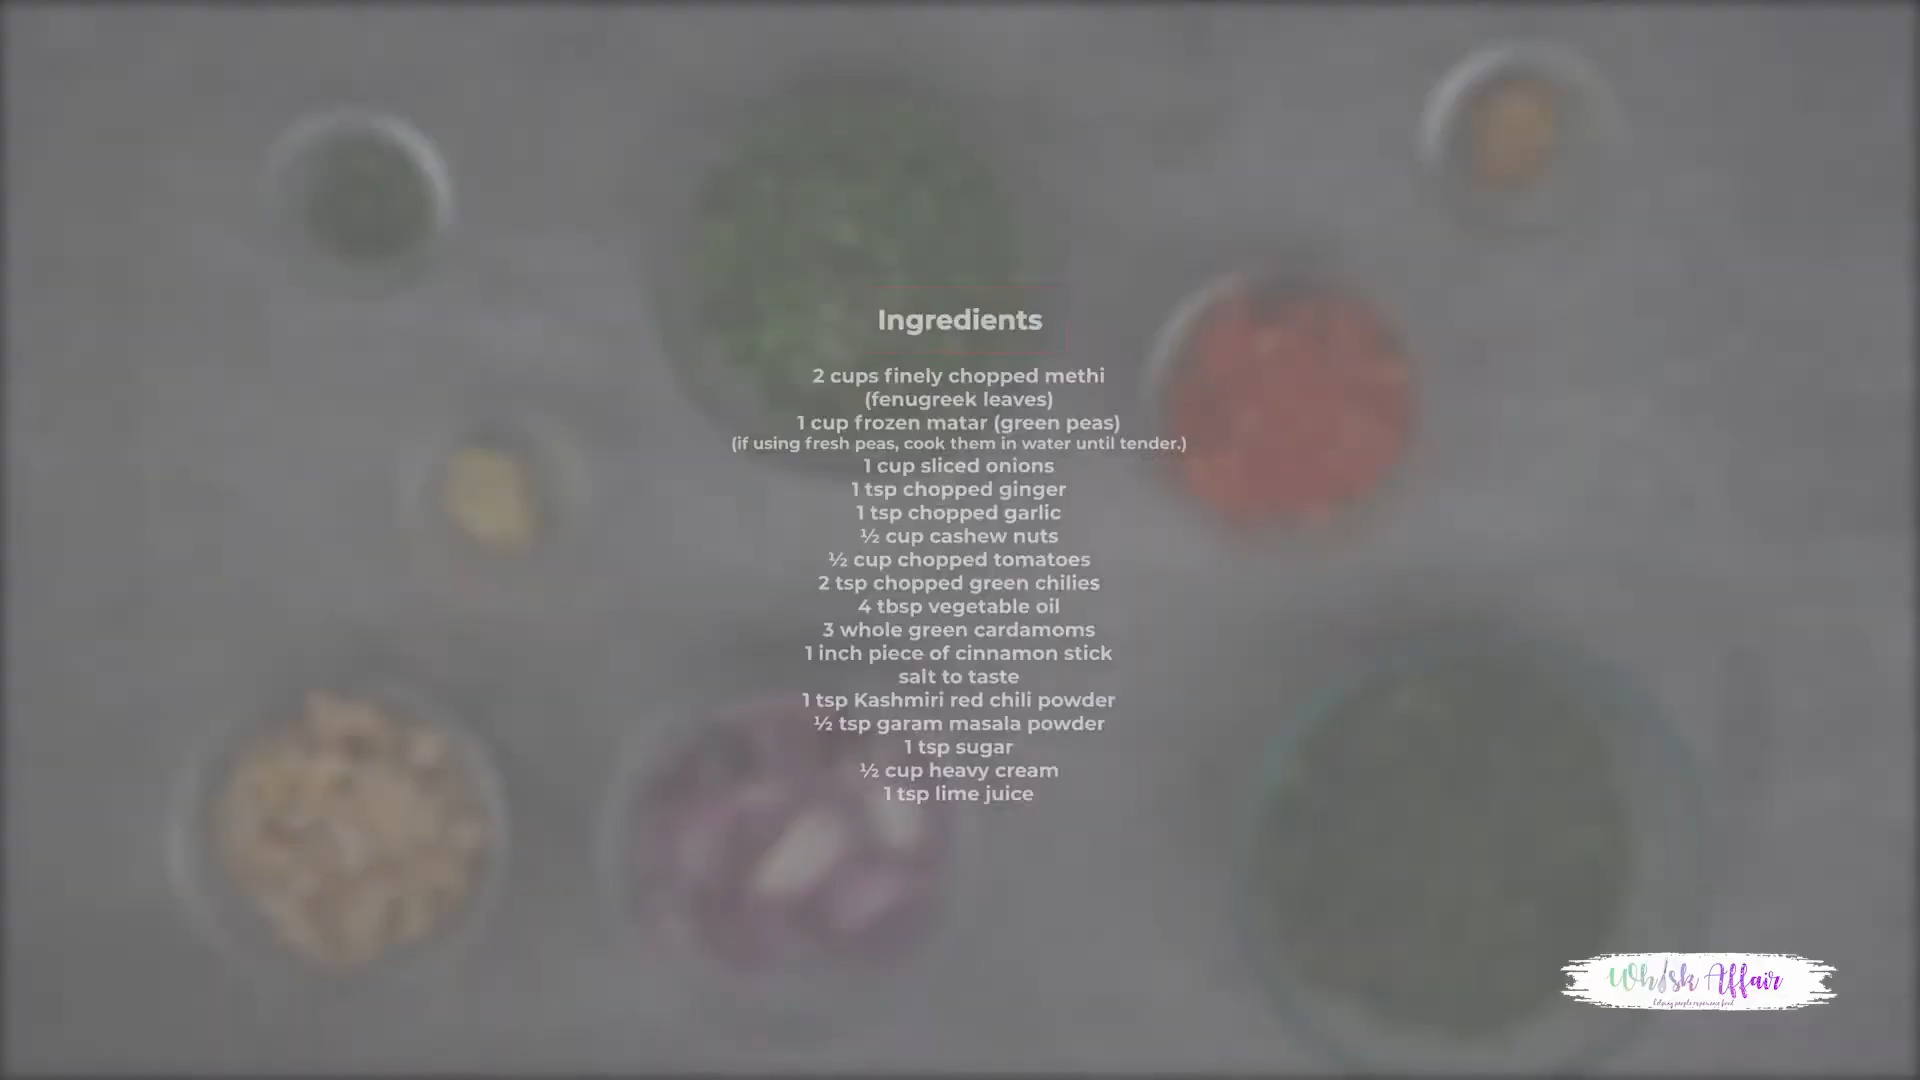 Ingredients
2 cups finely chopped methi
(fenugreek leaves)
1 cup frozen matar (green peas)
(if using fresh peas, cook them in water until tender.)
1 cup sliced onions
1 tsp chopped ginger
1 tsp chopped garlic
½ cup cashew nuts
½ cup chopped tomatoes
2 tsp chopped green chilies
4 tbsp vegetable oil
3 whole green cardamoms
1 inch piece of cinnamon stick
salt to taste
1 tsp Kashmiri red chili powder
½ tsp garam masala powder
1 tsp sugar
½ cup heavy cream
1 tsp lime juice
Whisk Affair
helping people experience food